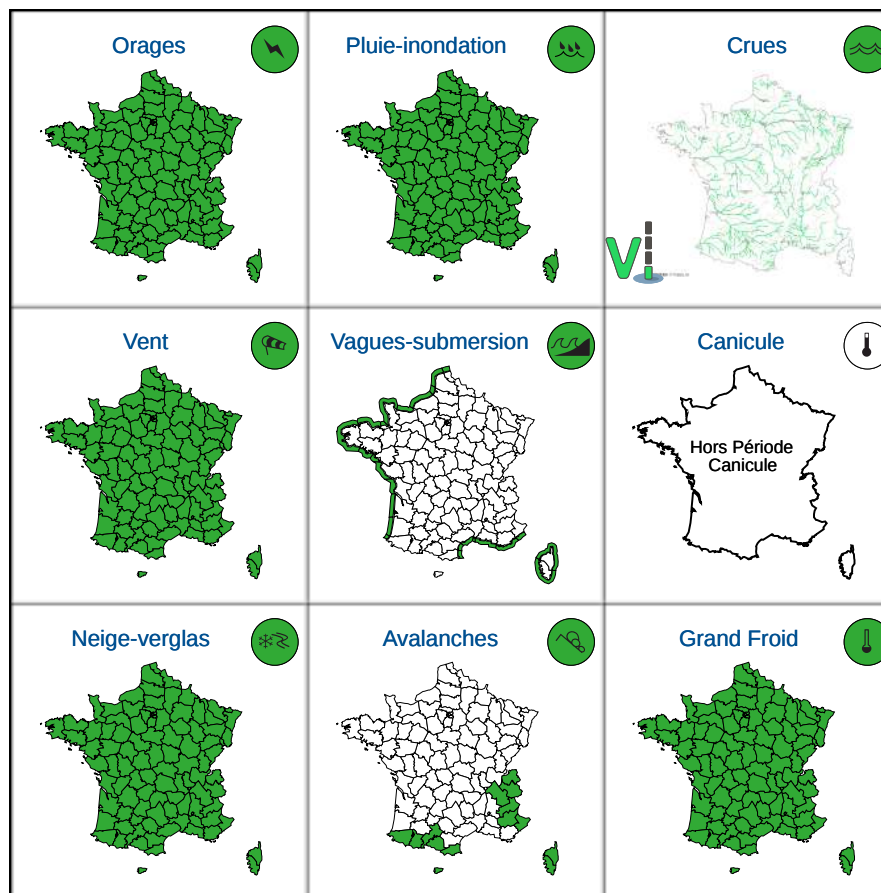 Orages
Pluie-inondation
Crues
Vent
Vagues-submersion
Canicule
Hors Période
Canicule
Neige-verglas
Avalanches
Grand Froid